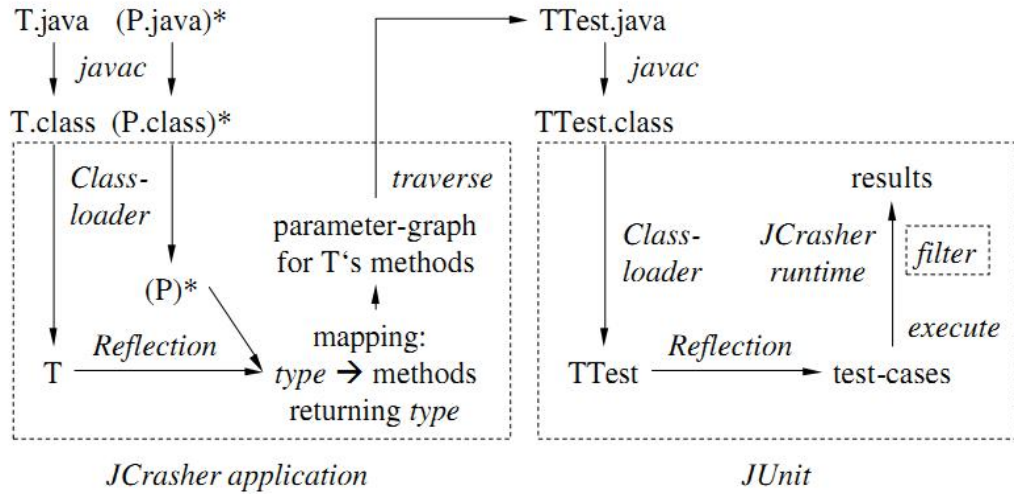 T.java (P.java)*
javac
T.class (P.class)*
Class-
loader
(P)*
T
Reflection
mapping:
type → methods
returning type
parameter-graph
for T‘s methods
traverse
JCrasher application
TTest.java
javac
TTest.class
Class-
loader
TTest
Reflection
test-cases
execute
JCrasher
runtime
filter
results
JUnit